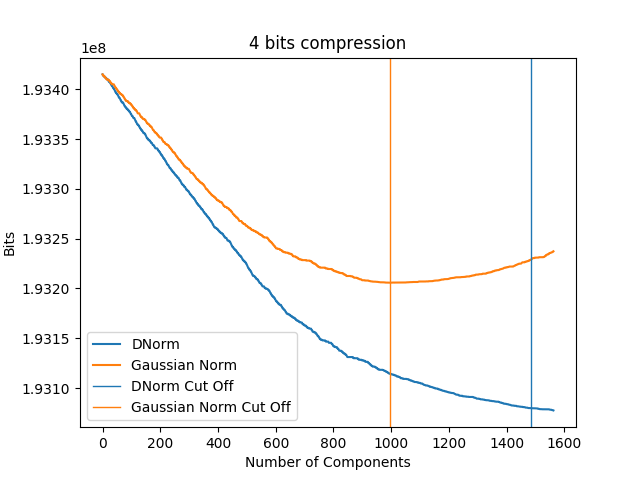 4 bits compression
1e8
1.9340
1.9335
1.9330
1.9325
1.9320
1.9315
1.9310
Bits
DNorm
Gaussian Norm
DNorm Cut Off
Gaussian Norm Cut Off
0 200 400 600 800 1000 1200 1400 1600
Number of Components